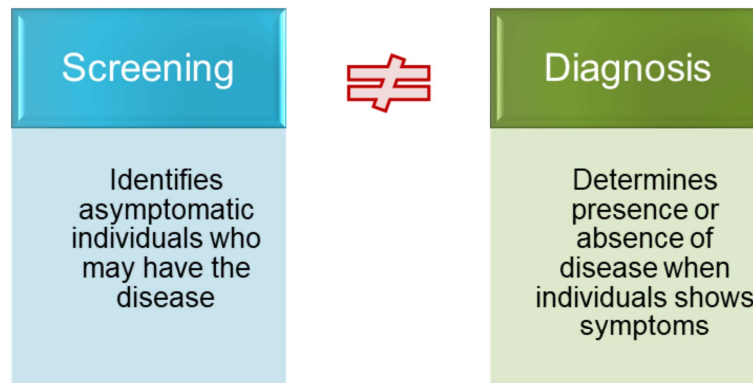 Screening
≠
Diagnosis
Identifies
asymptomatic
individuals who
may have the
disease
Determines
presence or
absence of
disease when
individuals shows
symptoms